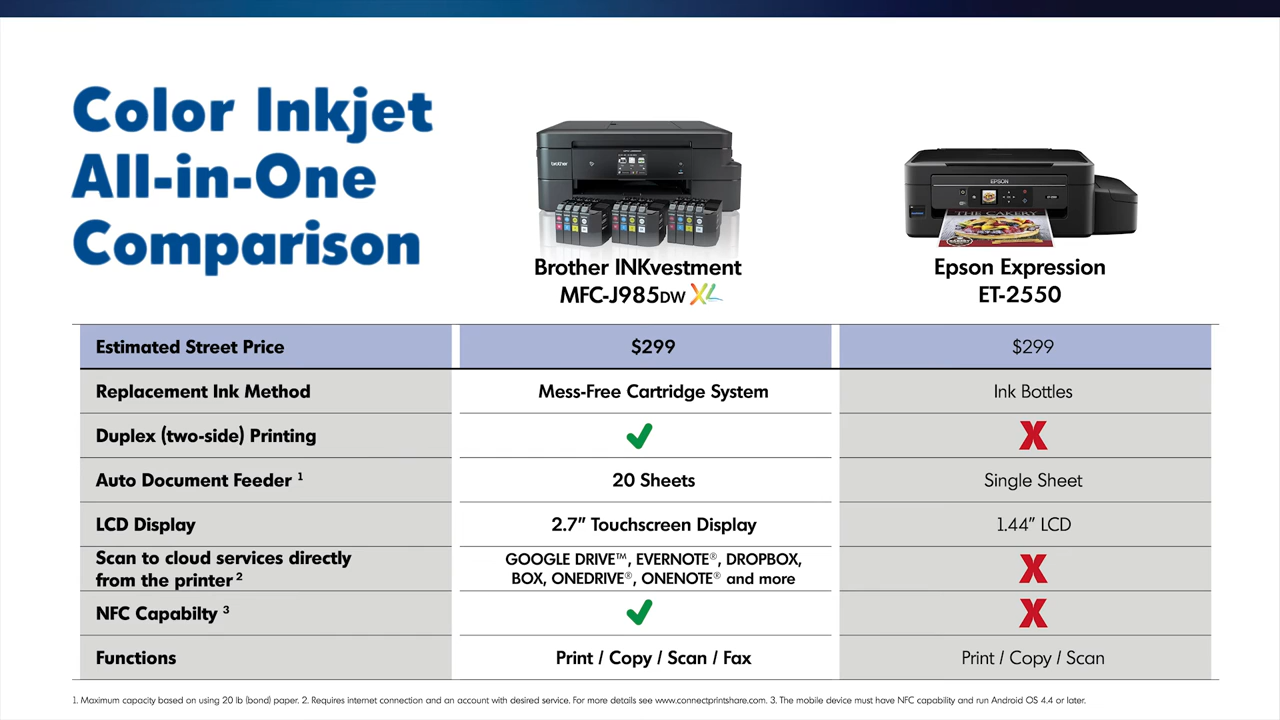 Color Inkjet
All-in-One
Comparison
brother
EPSON
THE CAKERY
Brother INKvestment
MFC-J985DW XL
Epson Expression
ET-2550
Estimated Street Price $299 $299
Replacement Ink Method Mess-Free Cartridge System Ink Bottles
Duplex (two-side) Printing
Auto Document Feeder 1 20 Sheets Single Sheet
LCD Display 2.7" Touchscreen Display 1.44" LCD
Scan to cloud services directly
from the printer 2
GOOGLE DRIVE™, EVERNOTE®, DROPBOX,
BOX, ONEDRIVE®, ONENOTE® and more
NFC Capabilty 3
Functions Print / Copy / Scan / Fax Print / Copy / Scan
1. Maximum capacity based on using 20 lb (bond) paper. 2. Requires internet connection and an account with desired service. For more details see www.connectprintshare.com. 3. The mobile device must have NFC capability and run Android OS 4.4 or later.